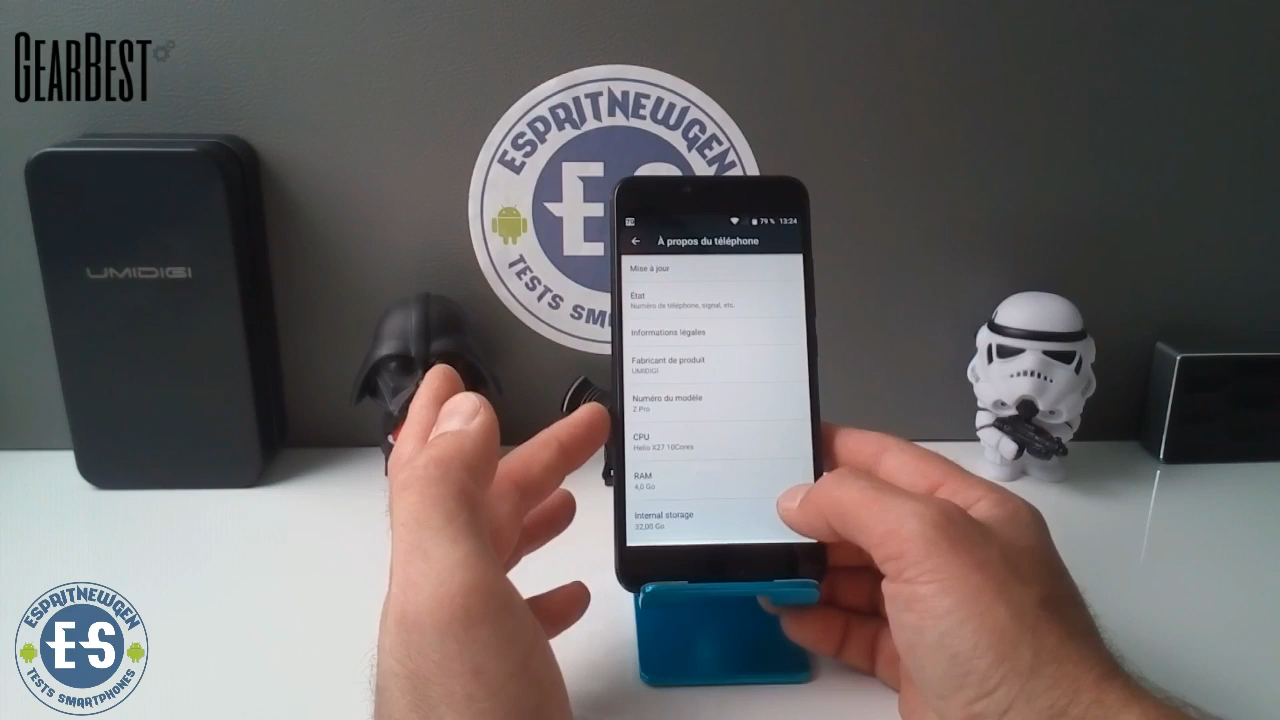 GEARBEST
ESPRITNEWGEN
ES
TESTS
UMIDIGI
79 % 13:24
À propos du téléphone
Mise à jour
État
Numéro de téléphone, signal, etc.
Informations légales
Fabricant de produit
UMIDIGI
Numéro du modèle
Z Pro
CPU
Helio X27 10Cores
RAM
4,0 Go
Internal storage
32,00 Go
ESPRITNEWGEN
ES
TESTS SMARTPHONES